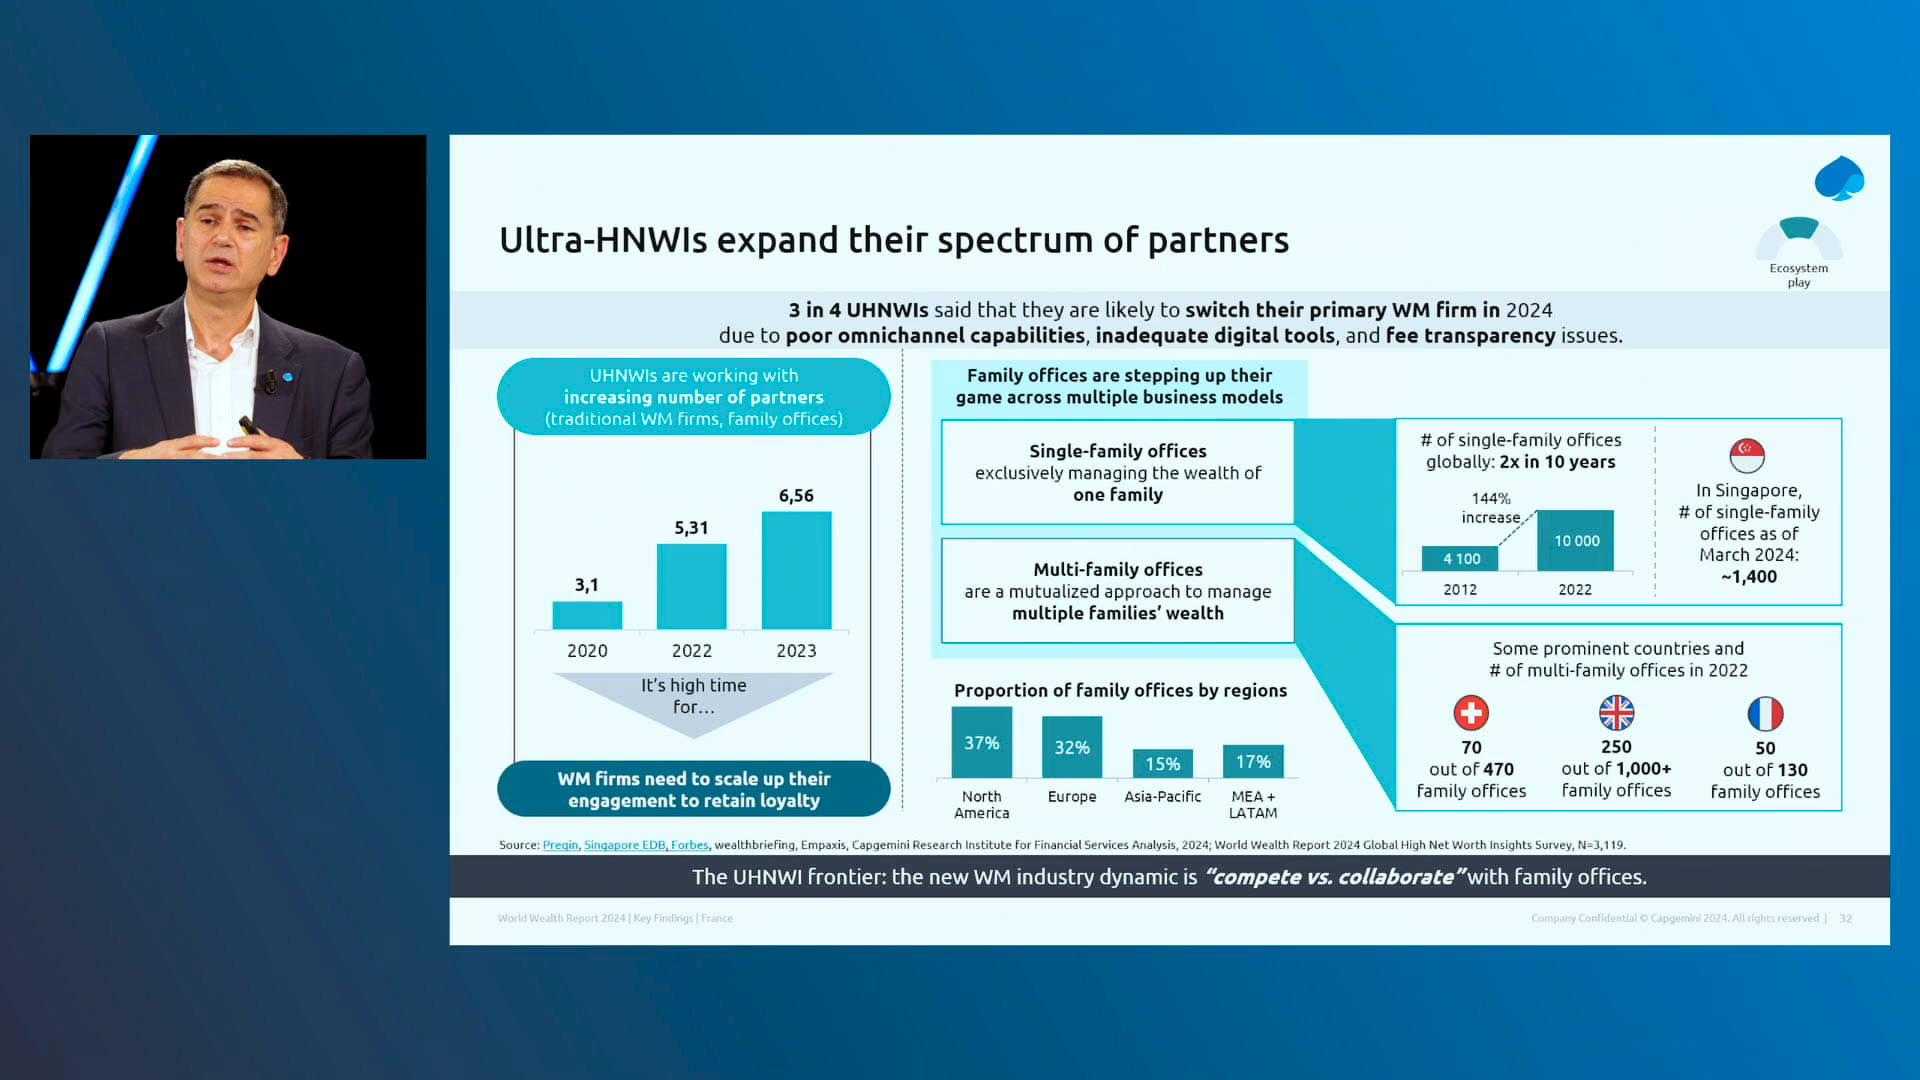 Ultra-HNWIs expand their spectrum of partners
Ecosystem
play
3 in 4 UHNWIs said that they are likely to switch their primary WM firm in 2024
due to poor omnichannel capabilities, inadequate digital tools, and fee transparency issues.
UHNWIs are working with
increasing number of partners
(traditional WM firms, family offices)
3,1
5,31
6,56
2020
2022
2023
It's high time
for...
WM firms need to scale up their
engagement to retain loyalty
Family offices are stepping up their
game across multiple business models
Single-family offices
exclusively managing the wealth of
one family
Multi-family offices
are a mutualized approach to manage
multiple families' wealth
Proportion of family offices by regions
37%
32%
15%
17%
North
America
Europe
Asia-Pacific
MEA +
LATAM
# of single-family offices
globally: 2x in 10 years
144%
increase
4 100
10 000
2012
2022
In Singapore,
# of single-family
offices as of
March 2024:
~1,400
Some prominent countries and
# of multi-family offices in 2022
70
out of 470
family offices
250
out of 1,000+
family offices
50
out of 130
family offices
Source: Preqin, Singapore EDB, Forbes, wealthbriefing, Empaxis, Capgemini Research Institute for Financial Services Analysis, 2024; World Wealth Report 2024 Global High Net Worth Insights Survey, N=3,119.
The UHNWI frontier: the new WM industry dynamic is "compete vs. collaborate" with family offices.
World Wealth Report 2024 | Key Findings | France
Company Confidential © Capgemini 2024. All rights reserved | 32